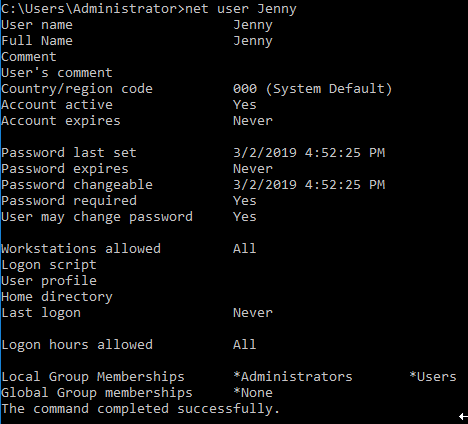 C:\Users\Administrator>net user Jenny
User name                    Jenny
Full Name                    Jenny
Comment
User's comment
Country/region code          000 (System Default)
Account active               Yes
Account expires              Never
Password last set            3/2/2019 4:52:25 PM
Password expires             Never
Password changeable          3/2/2019 4:52:25 PM
Password required            Yes
User may change password     Yes
Workstations allowed         All
Logon script
User profile
Home directory
Last logon                   Never
Logon hours allowed          All
Local Group Memberships      *Administrators       *Users
Global Group memberships     *None
The command completed successfully.